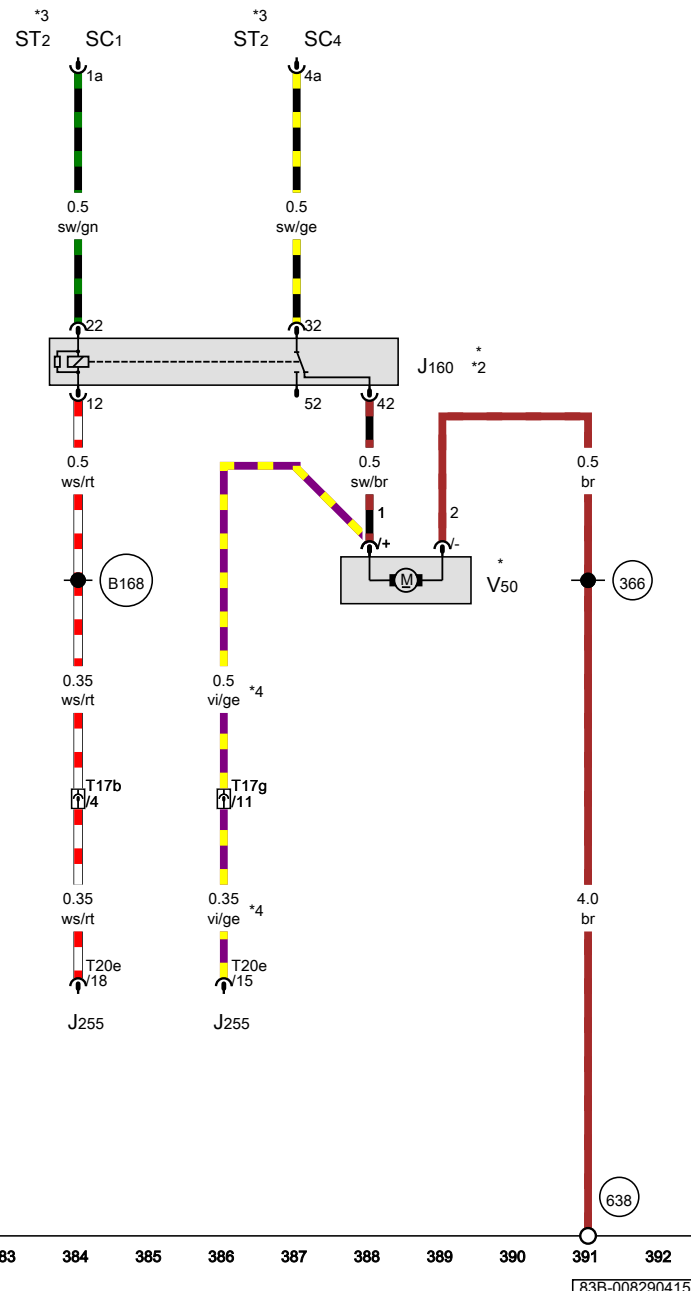 *3 *3
ST2 SC1 ST2 SC4
1a 4a
0.5 0.5
sw/gn sw/ge
22 32
J160 * *2
12 52 42
0.5 0.5 0.5
ws/rt sw/br br
1 2
/+ /-
*
V50
B168 366
0.35 0.5
ws/rt vi/ge *4
T17b T17g
/4 /11
0.35 0.35 4.0
ws/rt vi/ge *4 br
T20e T20e
/18 /15
J255 J255
638
83 384 385 386 387 388 389 390 391 392
83B-008290415
M